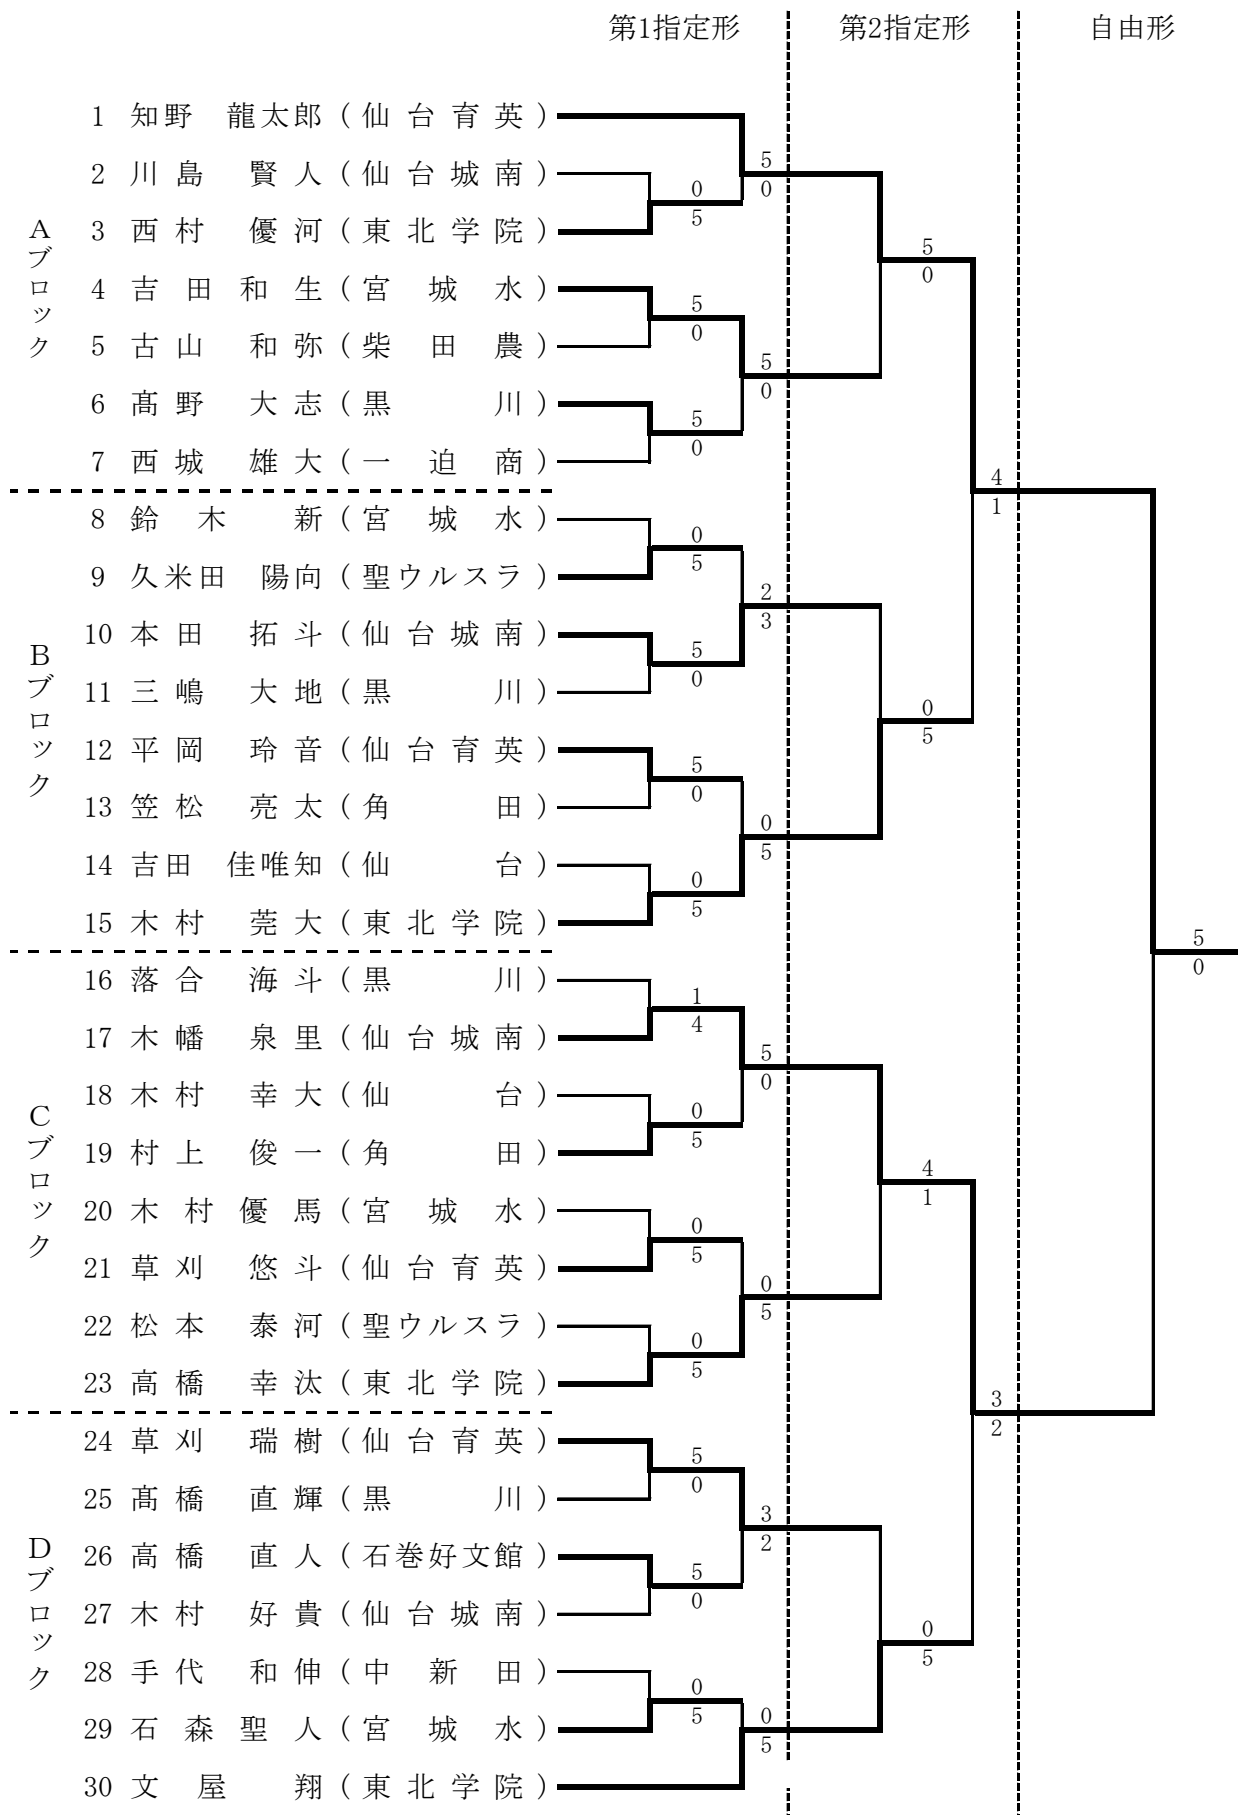 第1指定形 第2指定形 自由形
Aブロック
1 知野 龍太郎 (仙台育英)
2 川島 賢人 (仙台城南)
5
0
0
5
3 西村 優河 (東北学院)
4 吉田和生 (宮城水)
5
0
5
0
5 古山 和弥 (柴田農)
5
0
6 髙野 大志 (黒川)
5
0
7 西城 雄大 (一迫商)
4
1
Bブロック
8 鈴木 新 (宮城水)
0
5
9 久米田 陽向 (聖ウルスラ)
2
3
10 本田 拓斗 (仙台城南)
5
0
11 三嶋 大地 (黒川)
0
5
12 平岡 玲音 (仙台育英)
5
0
13 笠松 亮太 (角田)
0
5
14 吉田 佳唯知 (仙台)
0
5
15 木村 莞大 (東北学院)
5
0
Cブロック
16 落合 海斗 (黒川)
1
4
17 木幡 泉里 (仙台城南)
5
0
18 木村 幸大 (仙台)
0
5
19 村上 俊一 (角田)
4
1
20 木村優馬 (宮城水)
0
5
21 草刈 悠斗 (仙台育英)
0
5
22 松本 泰河 (聖ウルスラ)
0
5
23 高橋 幸汰 (東北学院)
3
2
Dブロック
24 草刈 瑞樹 (仙台育英)
5
0
25 髙橋 直輝 (黒川)
3
2
26 高橋 直人 (石巻好文館)
5
0
27 木村 好貴 (仙台城南)
0
5
28 手代 和伸 (中新田)
0
5
29 石森聖人 (宮城水)
0
5
30 文屋 翔 (東北学院)